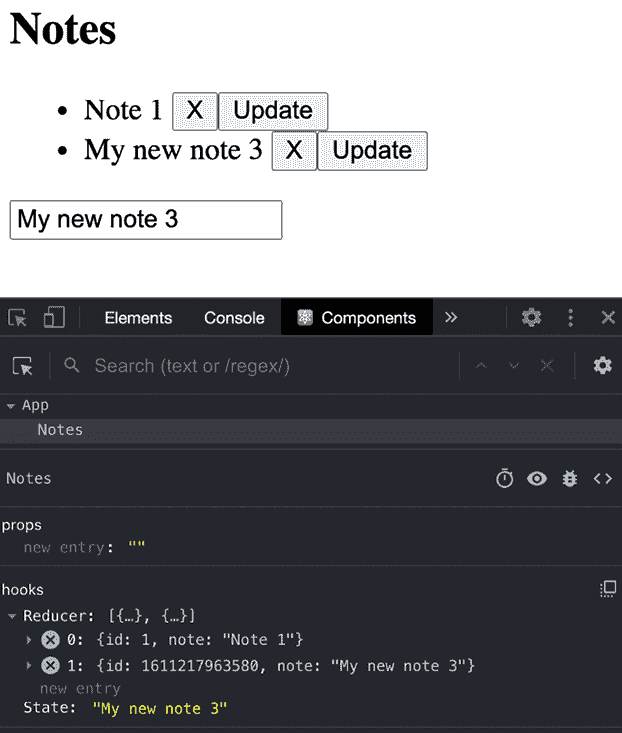 Notes
• Note 1 X Update
• My new note 3 X Update
My new note 3
Elements Console Components »
Search (text or /regex/)
App
Notes
Notes
props
new entry: ""
hooks
Reducer: [{…}, {…}]
0: {id: 1, note: "Note 1"}
1: {id: 1611217963580, note: "My new note 3"}
new entry
State: "My new note 3"